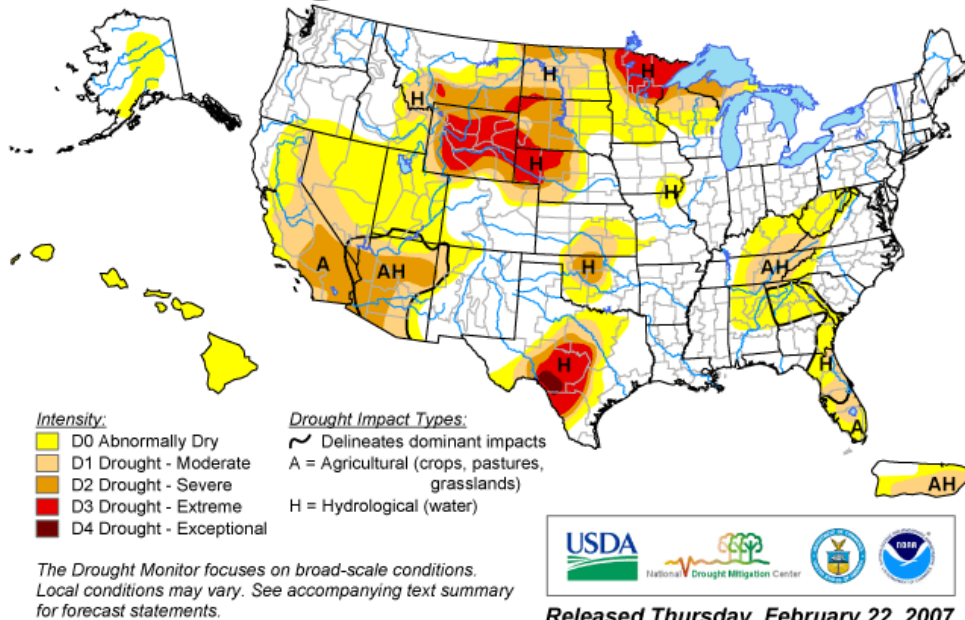 H
H
H
H
H
A
AH
H
AH
H
H
A
AH
Intensity:
D0 Abnormally Dry
D1 Drought - Moderate
D2 Drought - Severe
D3 Drought - Extreme
D4 Drought - Exceptional
Drought Impact Types:
Delineates dominant impacts
A = Agricultural (crops, pastures,
grasslands)
H = Hydrological (water)
The Drought Monitor focuses on broad-scale conditions.
Local conditions may vary. See accompanying text summary
for forecast statements.
USDA
National Drought Mitigation Center
NOAA
Released Thursday, February 22, 2007